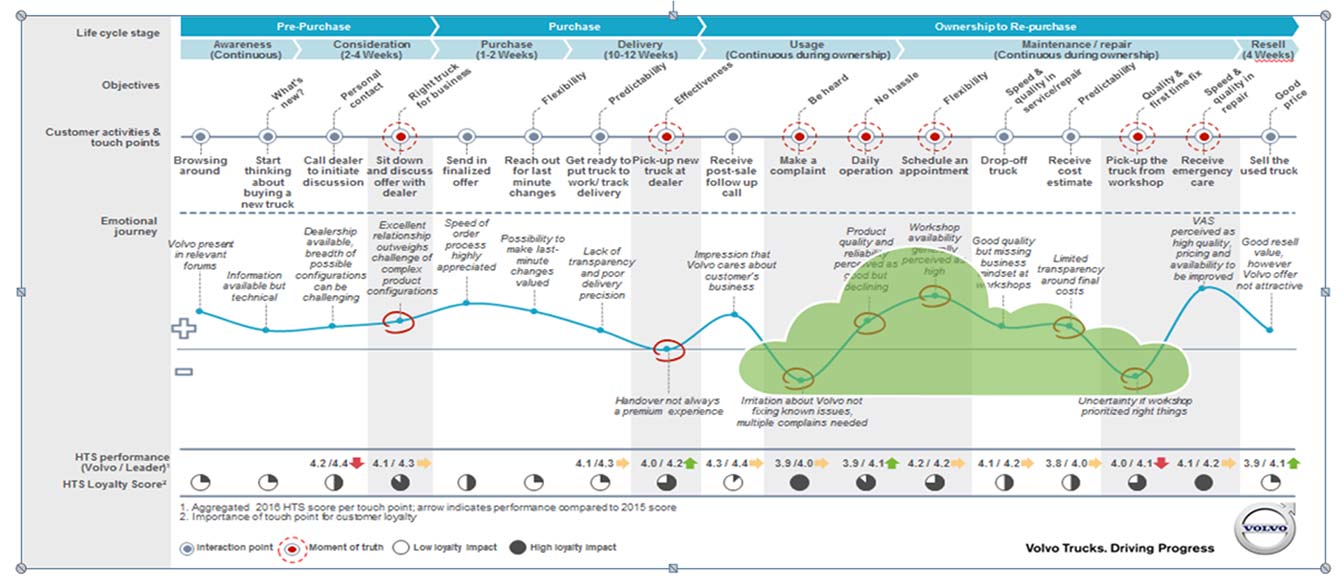 Life cycle stage
Pre-Purchase
Purchase
Ownership to Re-purchase
Awareness
(Continuous)
Consideration
(2-4 Weeks)
Purchase
(1-2 Weeks)
Delivery
(10-12 Weeks)
Usage
(Continuous during ownership)
Maintenance / repair
(Continuous during ownership)
Resell
(4 Weeks)
Objectives
What's
new?
Personal
contact
Right truck
for business
Flexibility
Predictability
Effectiveness
Be heard
No hassle
Flexibility
Speed &
quality in
service/repair
Predictability
Quality &
first time fix
Speed &
quality in
repair
Good
price
Customer activities &
touch points
Browsing
around
Start
thinking
about
buying a
new truck
Call dealer
to initiate
discussion
Sit down
and discuss
offer with
dealer
Send in
finalized
offer
Reach out
for last
minute
changes
Get ready to
put truck to
work/ track
delivery
Pick-up new
truck at
dealer
Receive
post-sale
follow up
call
Make a
complaint
Daily
operation
Schedule an
appointment
Drop-off
truck
Receive
cost
estimate
Pick-up the
truck from
workshop
Receive
emergency
care
Sell the
used truck
Emotional
journey
Volvo present
in relevant
forums
Information
available but
technical
Dealership
available,
breadth of
possible
configurations
can be
challenging
Excellent
relationship
outweighs
challenge of
complex
product
configurations
Speed of
order
process
highly
appreciated
Possibility to
make last-
minute
changes
valued
Lack of
transparency
and poor
delivery
precision
Handover not always
a premium experience
Impression that
Volvo cares about
customer's
business
Irritation about Volvo not
fixing known issues,
multiple complains needed
Product
quality and
reliability
perceived as
good but
declining
Workshop
availability
generally
perceived as
high
Good quality
but missing
business
mindset at
workshops
Limited
transparency
around final
costs
Uncertainty if workshop
prioritized right things
VAS
perceived as
high quality,
pricing and
availability to
be improved
Good resell
value,
however
Volvo offer
not attractive
HTS performance
(Volvo / Leader)¹
4.2/4.4
4.1/ 4.3
4.1/4.3
4.0/ 4.2
4.3/ 4.4
3.9 /4.0
3.9/ 4.1
4.2/ 4.2
4.1/ 4.2
3.8/ 4.0
4.0/ 4.1
4.1/ 4.2
3.9/ 4.1
HTS Loyalty Score²
1. Aggregated 2016 HTS score per touch point; arrow indicates performance compared to 2015 score
2. Importance of touch point for customer loyalty
Interaction point
Moment of truth
Low loyalty impact
High loyalty impact
Volvo Trucks. Driving Progress
VOLVO